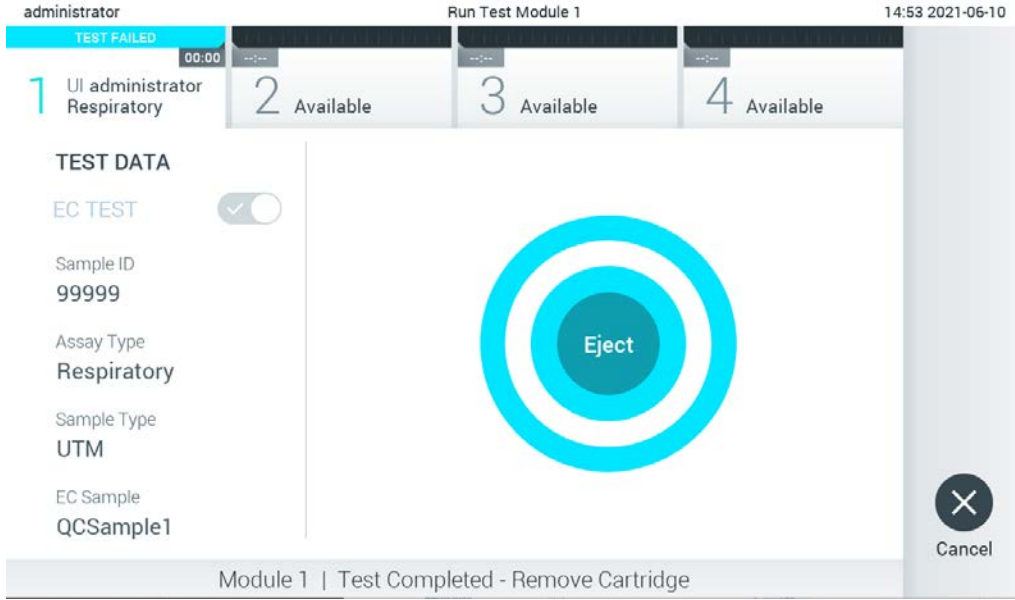 administrator Run Test Module 1 14:53 2021-06-10
TEST FAILED
00:00 --:-- --:-- --:--
1 UI administrator
Respiratory
2 Available
3 Available
4 Available
TEST DATA
EC TEST
Sample ID
99999
Assay Type
Respiratory
Sample Type
UTM
EC Sample
QCSample1
Eject
Cancel
Module 1 | Test Completed - Remove Cartridge